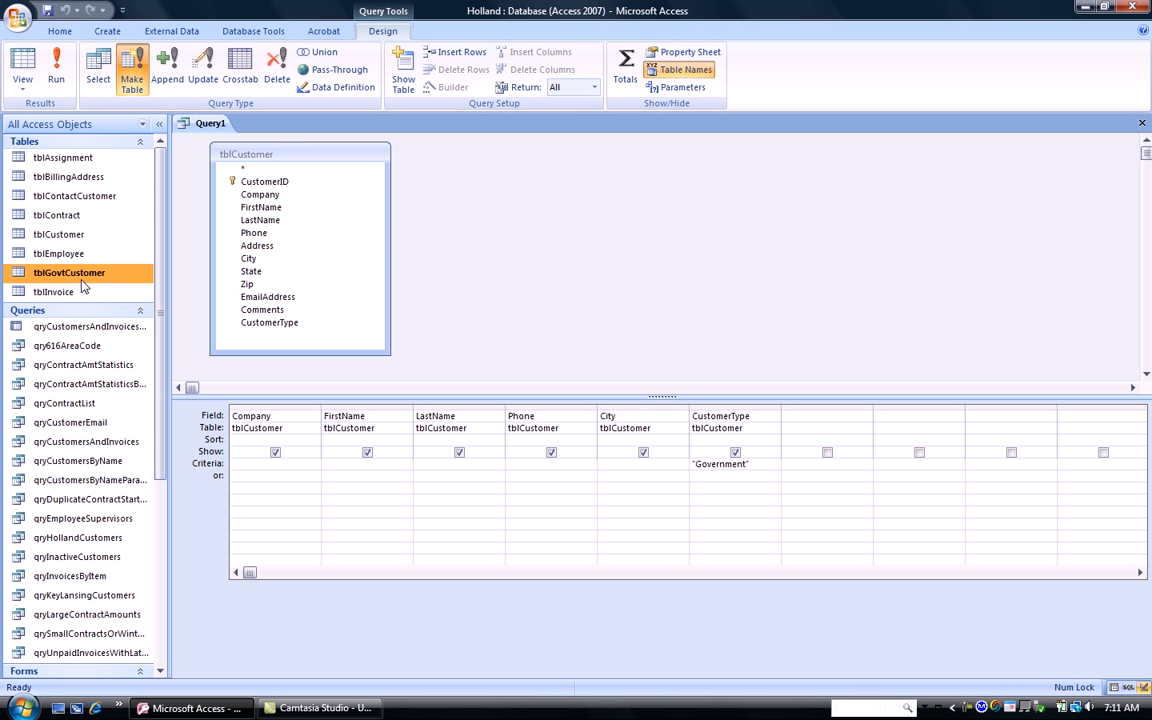 Query Tools
Holland : Database (Access 2007) - Microsoft Access
Home Create External Data Database Tools Acrobat Design
View Run Select Make Table Append Update Crosstab Delete
Union
Pass-Through
Data Definition
Show Table
Insert Rows
Delete Rows
Builder
Insert Columns
Delete Columns
Return: All
Σ Totals
Property Sheet
XYZ Table Names
Parameters
Results Query Type Query Setup Show/Hide
All Access Objects
Tables
tblAssignment
tblBillingAddress
tblContactCustomer
tblContract
tblCustomer
tblEmployee
tblGovtCustomer
tblInvoice
Queries
qryCustomersAndInvoices...
qry616AreaCode
qryContractAmtStatistics
qryContractAmtStatisticsB...
qryContractList
qryCustomerEmail
qryCustomersAndInvoices
qryCustomersByName
qryCustomersByNamePara...
qryDuplicateContractStart...
qryEmployeeSupervisors
qryHollandCustomers
qryInactiveCustomers
qryInvoicesByItem
qryKeyLansingCustomers
qryLargeContractAmounts
qrySmallContractsOrWint...
qryUnpaidInvoicesWithLat...
Forms
Query1
tblCustomer
*
CustomerID
Company
FirstName
LastName
Phone
Address
City
State
Zip
EmailAddress
Comments
CustomerType
Field: Company FirstName LastName Phone City CustomerType
Table: tblCustomer tblCustomer tblCustomer tblCustomer tblCustomer tblCustomer
Sort:
Show:
Criteria: "Government"
or:
Ready
Num Lock
SQL
Microsoft Access - ...
Camtasia Studio - U...
7:11 AM